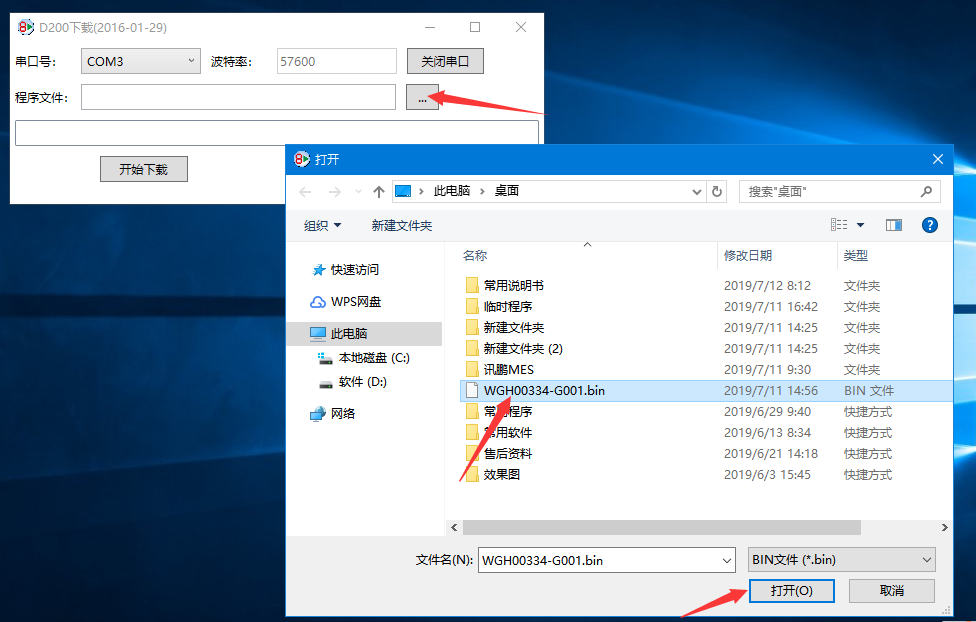 D200下载(2016-01-29)
串口号: COM3 波特率: 57600 关闭串口
程序文件: ...
开始下载
打开
此电脑 › 桌面 搜索"桌面"
组织 新建文件夹
名称 修改日期 类型
快速访问
WPS网盘
此电脑
本地磁盘 (C:)
软件 (D:)
网络
常用说明书 2019/7/12 8:12 文件夹
临时程序 2019/7/11 16:42 文件夹
新建文件夹 2019/7/11 14:25 文件夹
新建文件夹 (2) 2019/7/11 14:25 文件夹
讯鹏MES 2019/7/11 9:30 文件夹
WGH00334-G001.bin 2019/7/11 14:56 BIN 文件
常用程序 2019/6/29 9:40 快捷方式
常用软件 2019/6/13 8:34 快捷方式
售后资料 2019/6/21 14:18 快捷方式
效果图 2019/6/3 15:45 快捷方式
文件名(N): WGH00334-G001.bin BIN文件 (*.bin)
打开(O) 取消